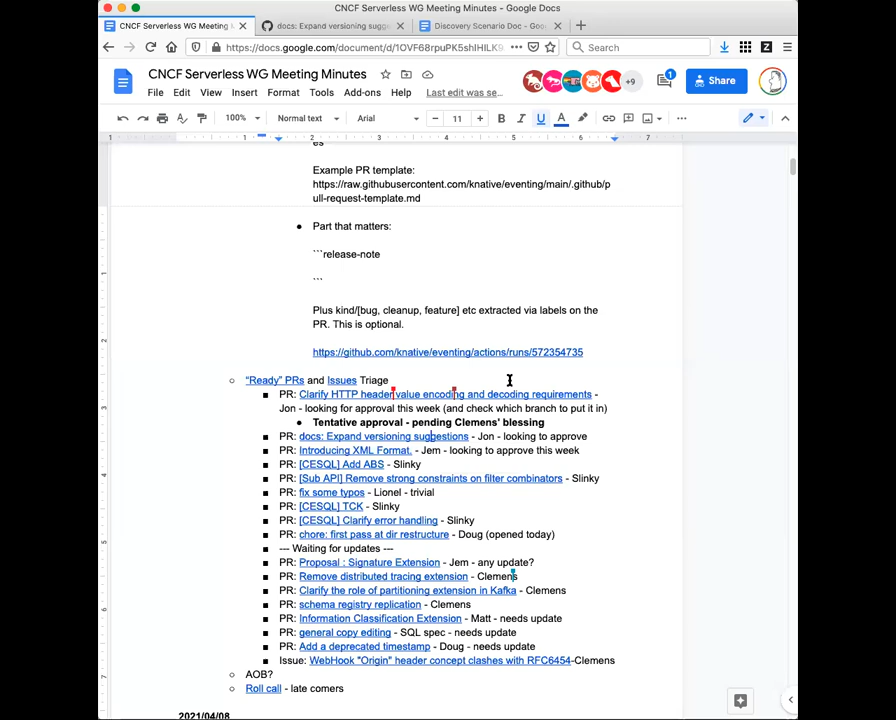 CNCF Serverless WG Meeting Minutes - Google Docs
CNCF Serverless WG Meeting M
docs: Expand versioning sugg
Discovery Scenario Doc - Goo
https://docs.google.com/document/d/1OVF68rpuPK5shIHILK9
Search
CNCF Serverless WG Meeting Minutes
+9
1
Share
File Edit View Insert Format Tools Add-ons Help Last edit was se...
100% Normal text Arial 11
1 1 2 3 4 5 6 7
es
Example PR template:
https://raw.githubusercontent.com/knative/eventing/main/.github/p
ull-request-template.md
● Part that matters:
```release-note
```
Plus kind/[bug, cleanup, feature] etc extracted via labels on the
PR. This is optional.
https://github.com/knative/eventing/actions/runs/572354735
○ "Ready" PRs and Issues Triage
■ PR: Clarify HTTP header value encoding and decoding requirements -
Jon - looking for approval this week (and check which branch to put it in)
● Tentative approval - pending Clemens' blessing
■ PR: docs: Expand versioning suggestions - Jon - looking to approve
■ PR: Introducing XML Format. - Jem - looking to approve this week
■ PR: [CESQL] Add ABS - Slinky
■ PR: [Sub API] Remove strong constraints on filter combinators - Slinky
■ PR: fix some typos - Lionel - trivial
■ PR: [CESQL] TCK - Slinky
■ PR: [CESQL] Clarify error handling - Slinky
■ PR: chore: first pass at dir restructure - Doug (opened today)
■ --- Waiting for updates ---
■ PR: Proposal : Signature Extension - Jem - any update?
■ PR: Remove distributed tracing extension - Clemens
■ PR: Clarify the role of partitioning extension in Kafka - Clemens
■ PR: schema registry replication - Clemens
■ PR: Information Classification Extension - Matt - needs update
■ PR: general copy editing - SQL spec - needs update
■ PR: Add a deprecated timestamp - Doug - needs update
■ Issue: WebHook "Origin" header concept clashes with RFC6454-Clemens
○ AOB?
○ Roll call - late comers
2021/04/08